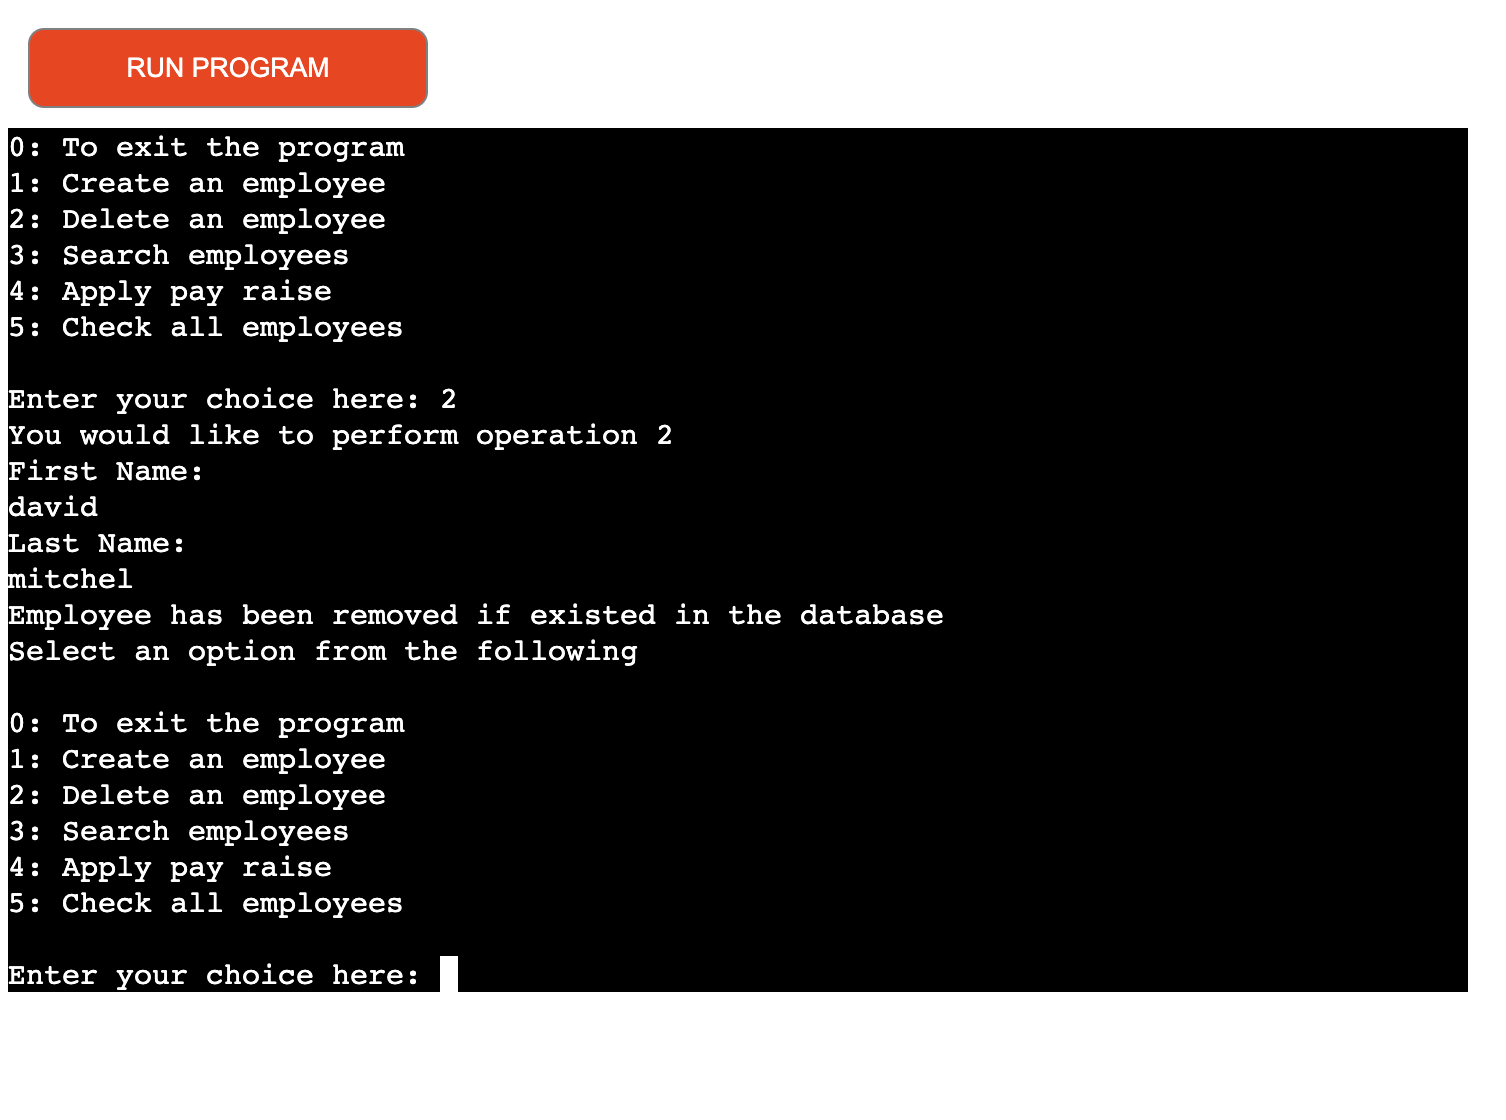 RUN PROGRAM
0: To exit the program
1: Create an employee
2: Delete an employee
3: Search employees
4: Apply pay raise
5: Check all employees
Enter your choice here: 2
You would like to perform operation 2
First Name:
david
Last Name:
mitchel
Employee has been removed if existed in the database
Select an option from the following
0: To exit the program
1: Create an employee
2: Delete an employee
3: Search employees
4: Apply pay raise
5: Check all employees
Enter your choice here: